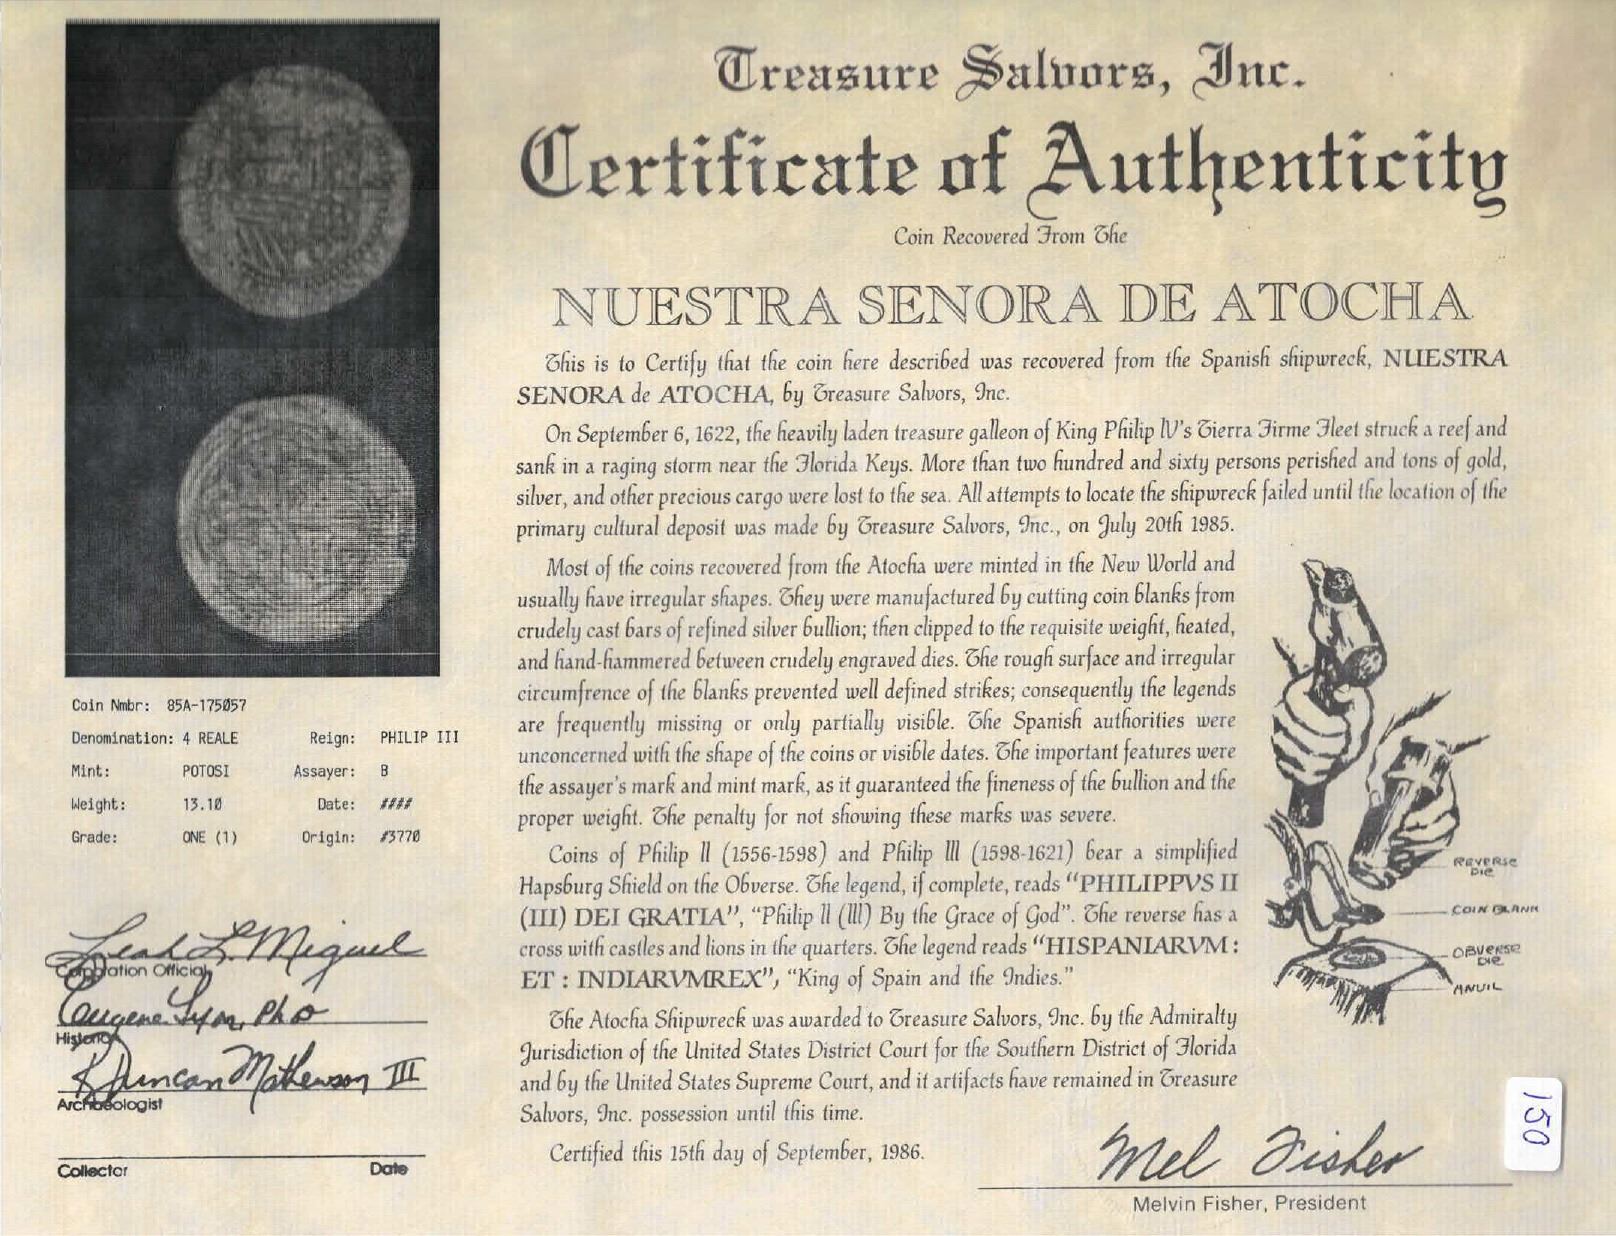 Treasure Salvors, Inc.
Certificate of Authenticity
Coin Recovered From The
NUESTRA SENORA DE ATOCHA
This is to Certify that the coin here described was recovered from the Spanish shipwreck, NUESTRA
SENORA de ATOCHA, by Treasure Salvors, Inc.
On September 6, 1622, the heavily laden treasure galleon of King Philip IV's Tierra Firme Fleet struck a reef and
sank in a raging storm near the Florida Keys. More than two hundred and sixty persons perished and tons of gold,
silver, and other precious cargo were lost to the sea. All attempts to locate the shipwreck failed until the location of the
primary cultural deposit was made by Treasure Salvors, Inc., on July 20th 1985.
Most of the coins recovered from the Atocha were minted in the New World and
usually have irregular shapes. They were manufactured by cutting coin blanks from
crudely cast bars of refined silver bullion; then clipped to the requisite weight, heated,
and hand-hammered between crudely engraved dies. The rough surface and irregular
circumfrence of the blanks prevented well defined strikes; consequently the legends
are frequently missing or only partially visible. The Spanish authorities were
unconcerned with the shape of the coins or visible dates. The important features were
the assayer's mark and mint mark, as it guaranteed the fineness of the bullion and the
proper weight. The penalty for not showing these marks was severe.
Coins of Philip II (1556-1598) and Philip III (1598-1621) bear a simplified
Hapsburg Shield on the Obverse. The legend, if complete, reads "PHILIPPVS II
(III) DEI GRATIA", "Philip II (III) By the Grace of God". The reverse has a
cross with castles and lions in the quarters. The legend reads "HISPANIARVM :
ET : INDIARVMREX", "King of Spain and the Indies."
The Atocha Shipwreck was awarded to Treasure Salvors, Inc. by the Admiralty
Jurisdiction of the United States District Court for the Southern District of Florida
and by the United States Supreme Court, and it artifacts have remained in Treasure
Salvors, Inc. possession until this time.
Certified this 15th day of September, 1986.
Mel Fisher
Melvin Fisher, President
REVERSE
DIE
COIN BLANK
OBVERSE
DIE
ANVIL
150
Coin Nmbr: 85A-175057
Denomination: 4 REALE Reign: PHILIP III
Mint: POTOSI Assayer: B
Weight: 13.10 Date: ####
Grade: ONE (1) Origin: #3770
Leah L. Miguel
Corporation Official
Eugene Lyon, PhD
Historian
R Duncan Mathewson III
Archaeologist
Collector Date